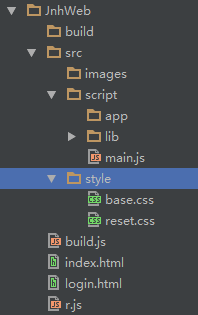 JnhWeb
build
src
images
script
app
lib
main.js
style
base.css
reset.css
build.js
index.html
login.html
r.js